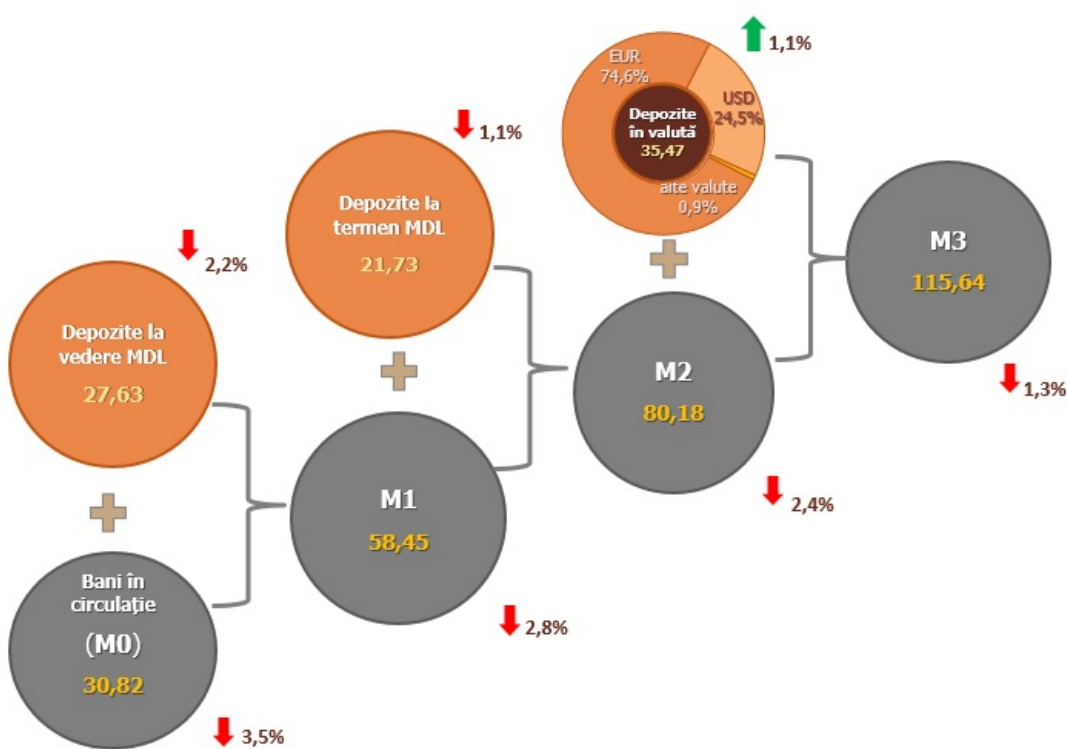 EUR
74,6%
USD
24,5%
Depozite
în valută
35,47
alte valute
0,9%
1,1%
Depozite la
termen MDL
21,73
1,1%
M3
115,64
1,3%
Depozite la
vedere MDL
27,63
2,2%
M2
80,18
2,4%
M1
58,45
2,8%
Bani în
circulație
(M0)
30,82
3,5%